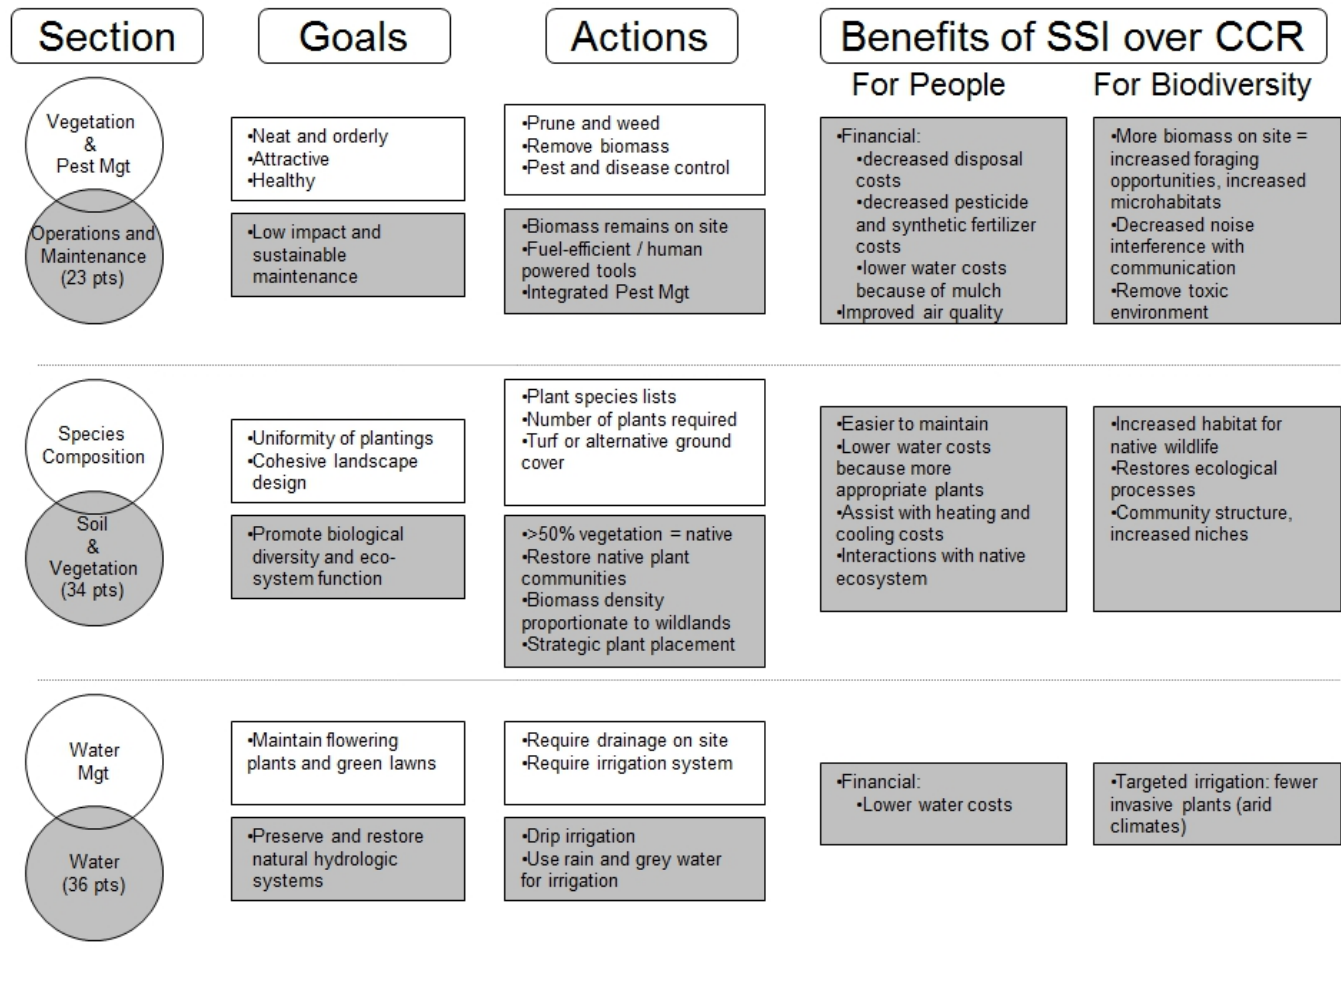 Section
Goals
Actions
Benefits of SSI over CCR
For People
For Biodiversity
Vegetation
&
Pest Mgt
•Neat and orderly
•Attractive
•Healthy
•Prune and weed
•Remove biomass
•Pest and disease control
Operations and
Maintenance
(23 pts)
•Low impact and
sustainable
maintenance
•Biomass remains on site
•Fuel-efficient / human
powered tools
•Integrated Pest Mgt
•Financial:
•decreased disposal
costs
•decreased pesticide
and synthetic fertilizer
costs
•lower water costs
because of mulch
•Improved air quality
•More biomass on site =
increased foraging
opportunities, increased
microhabitats
•Decreased noise
interference with
communication
•Remove toxic
environment
Species
Composition
•Uniformity of plantings
•Cohesive landscape
design
•Plant species lists
•Number of plants required
•Turf or alternative ground
cover
Soil
&
Vegetation
(34 pts)
•Promote biological
diversity and eco-
system function
•>50% vegetation = native
•Restore native plant
communities
•Biomass density
proportionate to wildlands
•Strategic plant placement
•Easier to maintain
•Lower water costs
because more
appropriate plants
•Assist with heating and
cooling costs
•Interactions with native
ecosystem
•Increased habitat for
native wildlife
•Restores ecological
processes
•Community structure,
increased niches
Water
Mgt
•Maintain flowering
plants and green lawns
•Require drainage on site
•Require irrigation system
Water
(36 pts)
•Preserve and restore
natural hydrologic
systems
•Drip irrigation
•Use rain and grey water
for irrigation
•Financial:
•Lower water costs
•Targeted irrigation: fewer
invasive plants (arid
climates)